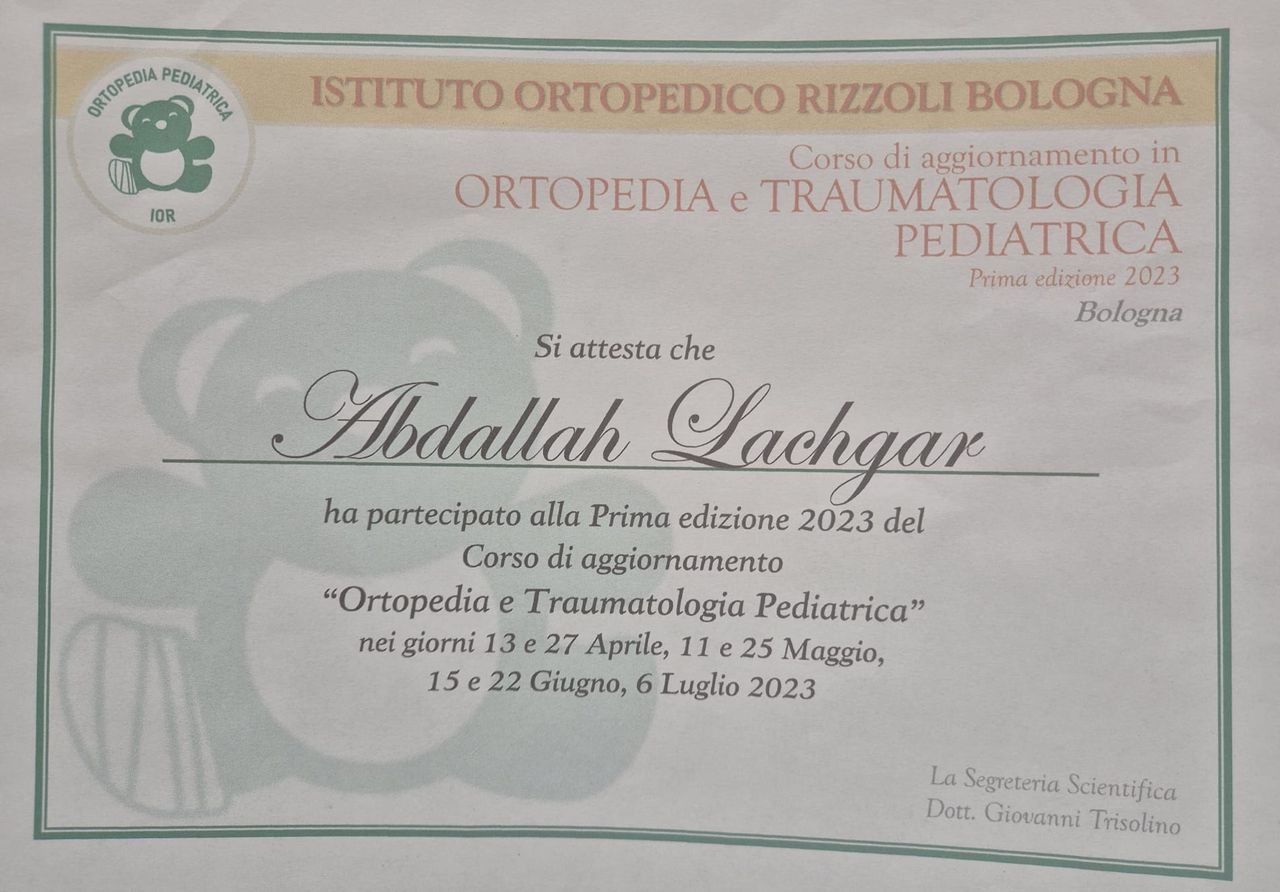 ORTOPEDIA PEDIATRICA
IOR
ISTITUTO ORTOPEDICO RIZZOLI BOLOGNA
Corso di aggiornamento in
ORTOPEDIA e TRAUMATOLOGIA
PEDIATRICA
Prima edizione 2023
Bologna
Si attesta che
Abdallah Lachgar
ha partecipato alla Prima edizione 2023 del
Corso di aggiornamento
“Ortopedia e Traumatologia Pediatrica”
nei giorni 13 e 27 Aprile, 11 e 25 Maggio,
15 e 22 Giugno, 6 Luglio 2023
La Segreteria Scientifica
Dott. Giovanni Trisolino